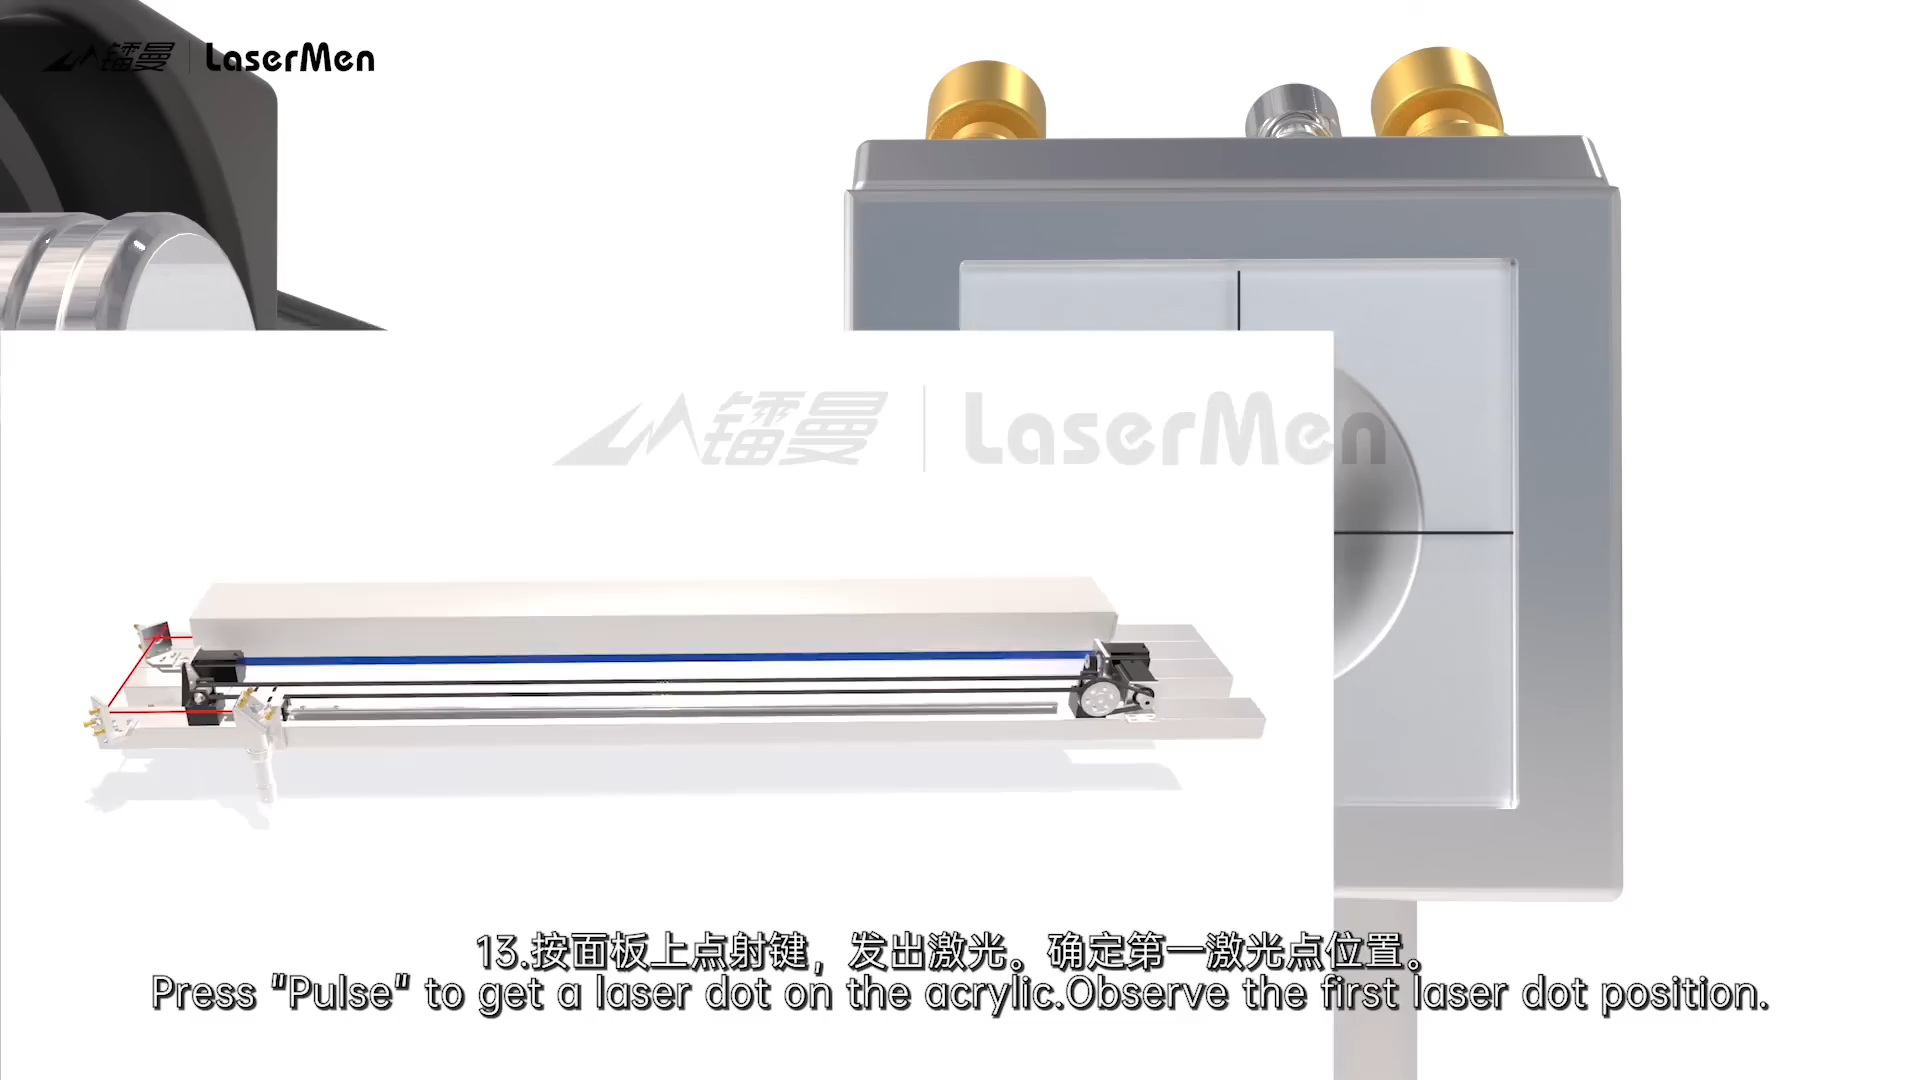 镭曼 LaserMen
镭曼 LaserMen
13.按面板上点射键，发出激光。确定第一激光点位置。
Press "Pulse" to get a laser dot on the acrylic.Observe the first laser dot position.